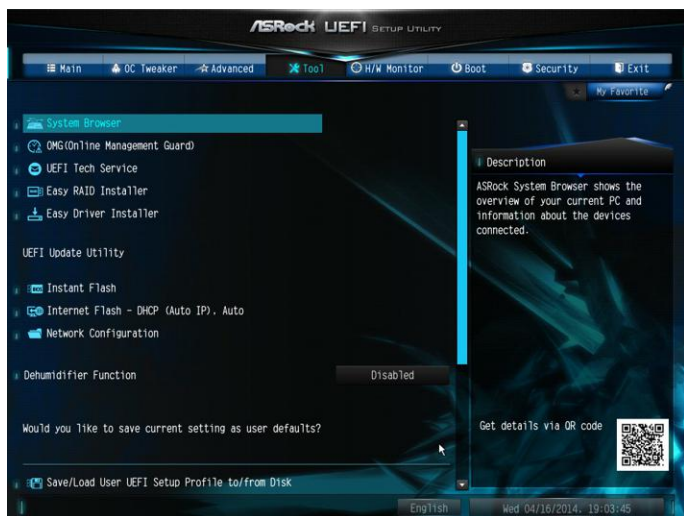 ASRock UEFI SETUP UTILITY
Main OC Tweaker Advanced Tool H/W Monitor Boot Security Exit
My Favorite
System Browser
OMG(Online Management Guard)
UEFI Tech Service
Easy RAID Installer
Easy Driver Installer
UEFI Update Utility
Instant Flash
Internet Flash - DHCP (Auto IP). Auto
Network Configuration
Dehumidifier Function Disabled
Would you like to save current setting as user defaults?
Save/Load User UEFI Setup Profile to/from Disk
Description
ASRock System Browser shows the
overview of your current PC and
information about the devices
connected.
Get details via QR code
English Wed 04/16/2014. 19:03:45